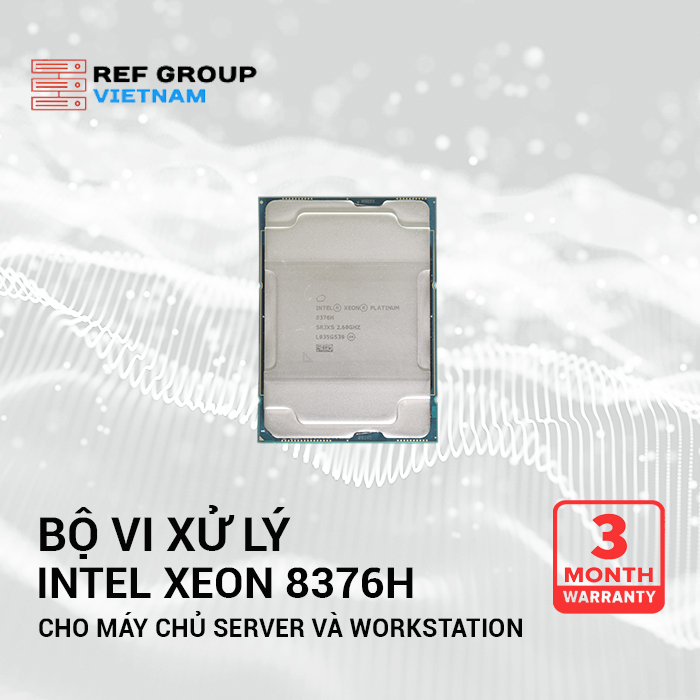 REF GROUP
VIETNAM
INTEL® XEON® PLATINUM
8376H
SRJXS 2.60GHZ
BỘ VI XỬ LÝ
INTEL XEON 8376H
CHO MÁY CHỦ SERVER VÀ WORKSTATION
3
MONTH
WARRANTY